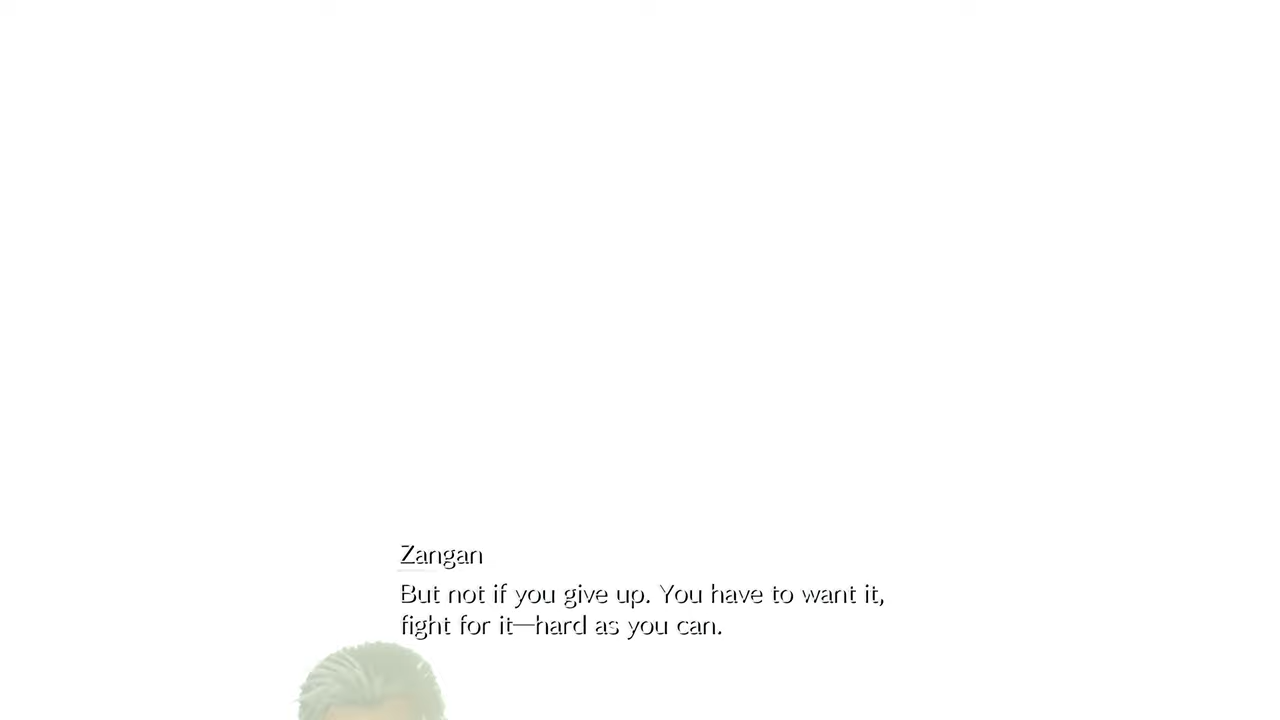 Zangan
But not if you give up. You have to want it,
fight for it—hard as you can.